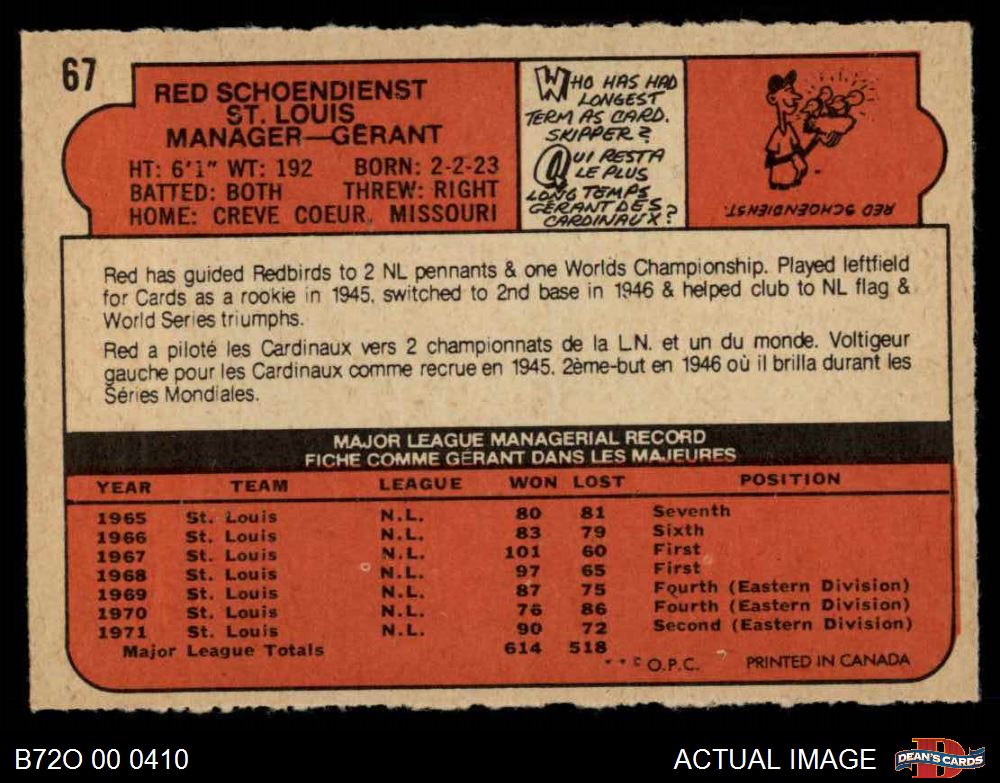 67
RED SCHOENDIENST
ST. LOUIS
MANAGER—GÉRANT
HT: 6'1" WT: 192 BORN: 2-2-23
BATTED: BOTH THREW: RIGHT
HOME: CREVE COEUR, MISSOURI
WHO HAS HAD
LONGEST
TERM AS CARD.
SKIPPER?
QUI RESTA
LE PLUS
LONG TEMPS
GÉRANT DES
CARDINAUX?
RED SCHOENDIENST.
Red has guided Redbirds to 2 NL pennants & one Worlds Championship. Played leftfield
for Cards as a rookie in 1945, switched to 2nd base in 1946 & helped club to NL flag &
World Series triumphs.
Red a piloté les Cardinaux vers 2 championnats de la L.N. et un du monde. Voltigeur
gauche pour les Cardinaux comme recrue en 1945. 2ème-but en 1946 où il brilla durant les
Séries Mondiales.
MAJOR LEAGUE MANAGERIAL RECORD
FICHE COMME GÉRANT DANS LES MAJEURES
YEAR TEAM LEAGUE WON LOST POSITION
1965 St. Louis N.L. 80 81 Seventh
1966 St. Louis N.L. 83 79 Sixth
1967 St. Louis N.L. 101 60 First
1968 St. Louis N.L. 97 65 First
1969 St. Louis N.L. 87 75 Fourth (Eastern Division)
1970 St. Louis N.L. 76 86 Fourth (Eastern Division)
1971 St. Louis N.L. 90 72 Second (Eastern Division)
Major League Totals 614 518
* * © O.P.C. PRINTED IN CANADA
B72O 00 0410
ACTUAL IMAGE
D
DEAN'S CARDS